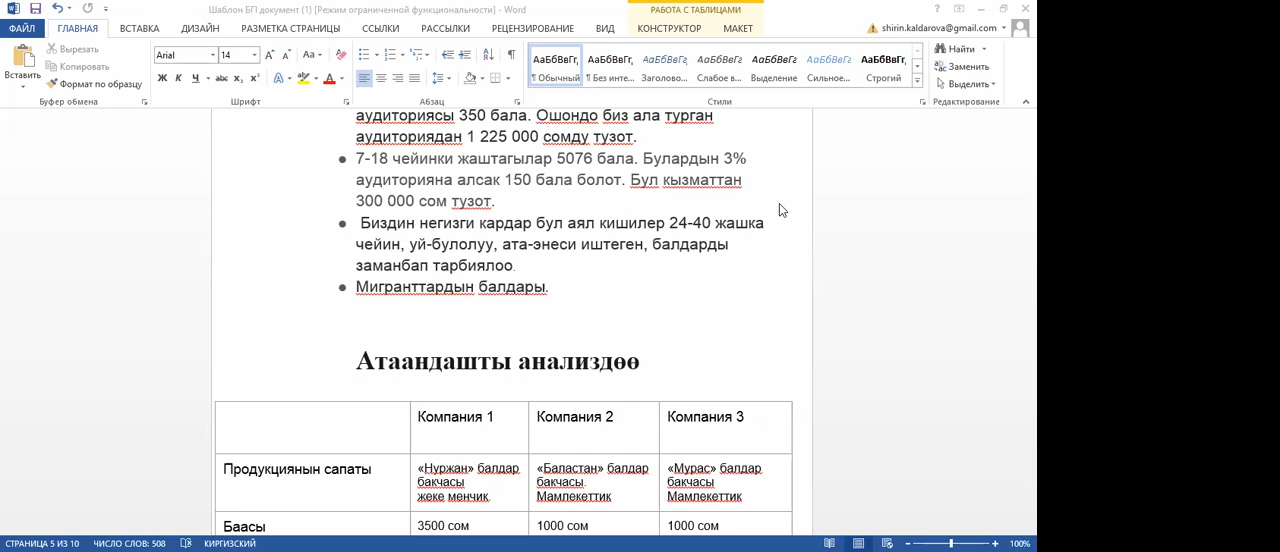 Шаблон БП документ (1) [Режим ограниченной функциональности] - Word
РАБОТА С ТАБЛИЦАМИ
ФАЙЛ ГЛАВНАЯ ВСТАВКА ДИЗАЙН РАЗМЕТКА СТРАНИЦЫ ССЫЛКИ РАССЫЛКИ РЕЦЕНЗИРОВАНИЕ ВИД КОНСТРУКТОР МАКЕТ shirin.kaldarova@gmail.com
Вставить
Вырезать
Копировать
Формат по образцу
Буфер обмена
Arial 14
Ж К Ч abc x₂ x²
Шрифт
Абзац
АаБбВвГг, АаБбВвГг, АаБбВвГг, АаБбВвГг, АаБбВвГг, АаБбВвГг, АаБбВвГг,
¶ Обычный ¶ Без инте... Заголово... Слабое в... Выделение Сильное... Строгий
Стили
Найти
Заменить
Выделить
Редактирование
аудиториясы 350 бала. Ошондо биз ала турган
аудиториядан 1 225 000 сомду тузот.
● 7-18 чейинки жаштагылар 5076 бала. Булардын 3%
аудиторияна алсак 150 бала болот. Бул кызматтан
300 000 сом тузот.
● Биздин негизги кардар бул аял кишилер 24-40 жашка
чейин, уй-булолуу, ата-энеси иштеген, балдарды
заманбап тарбиялоо.
● Мигранттардын балдары.
Атаандашты анализдөө
Компания 1 Компания 2 Компания 3
Продукциянын сапаты
«Нуржан» балдар
бакчасы
жеке менчик.
«Баластан» балдар
бакчасы.
Мамлекеттик
«Мурас» балдар
бакчасы
Мамлекеттик
Баасы 3500 сом 1000 сом 1000 сом
СТРАНИЦА 5 ИЗ 10 ЧИСЛО СЛОВ: 508 КИРГИЗСКИЙ 100%